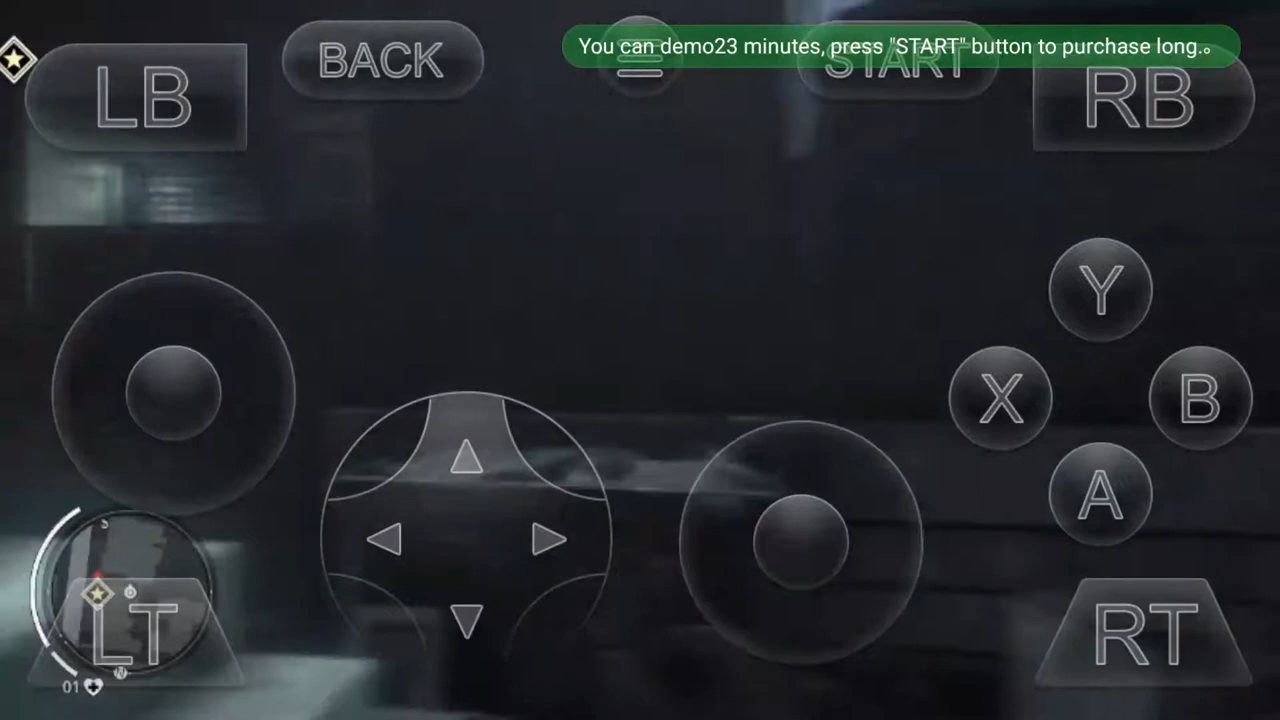 You can demo23 minutes, press "START" button to purchase long.。
LB
BACK
START
RB
Y
X
B
A
LT
RT
01